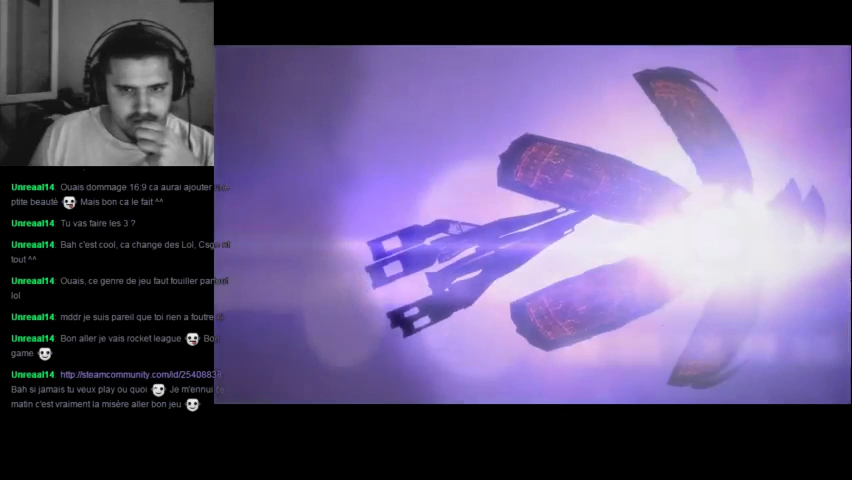 Unreaal14: Ouais dommage 16:9 ca aurai ajouter
ptite beauté Mais bon ca le fait ^^
Unreaal14: Tu vas faire les 3 ?
Unreaal14: Bah c'est cool, ca change des Lol, Csgo et
tout ^^
Unreaal14: Ouais, ce genre de jeu faut fouiller partout
lol
Unreaal14: mddr je suis pareil que toi rien a foutre
Unreaal14: Bon aller je vais rocket league Bon
game
Unreaal14: http://steamcommunity.com/id/25408838
Bah si jamais tu veux play ou quoi Je m'ennui
matin c'est vraiment la misère aller bon jeu